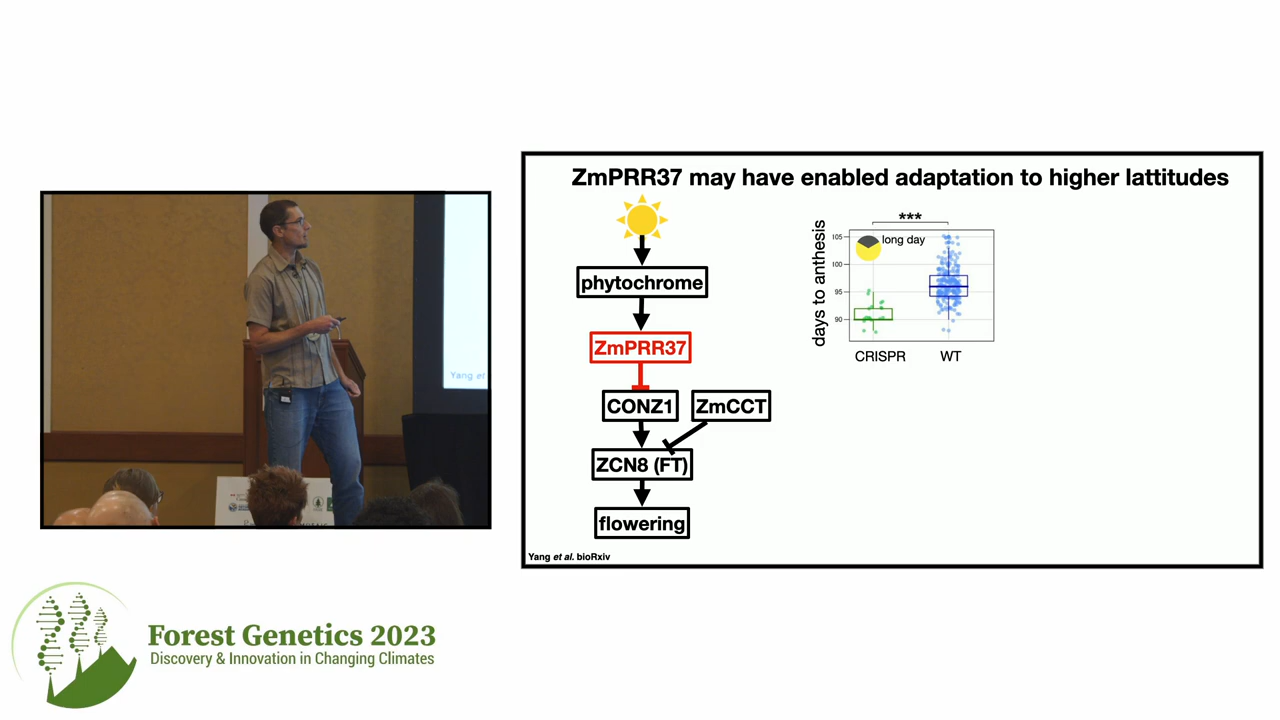 ZmPRR37 may have enabled adaptation to higher lattitudes
phytochrome
ZmPRR37
CONZ1
ZmCCT
ZCN8 (FT)
flowering
Yang et al. bioRxiv
***
long day
days to anthesis
105
100
95
90
CRISPR
WT
Yang et
Forest Genetics 2023
Discovery & Innovation in Changing Climates